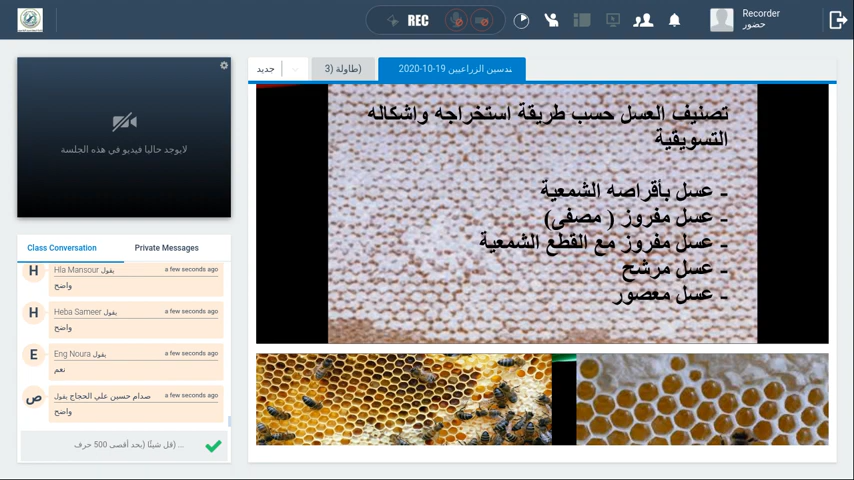 REC
Recorder
حضور
لايوجد حاليا فيديو في هذه الجلسة
جديد
(طاولة (3
ندسين الزراعيين 19-10-2020
تصنيف العسل حسب طريقة استخراجه واشكاله
التسويقية
- عسل بأقراصه الشمعية
- عسل مفروز ( مصفى)
- عسل مفروز مع القطع الشمعية
- عسل مرشح
- عسل معصور
Class Conversation
Private Messages
H
Hla Mansour يقول
a few seconds ago
واضح
H
Heba Sameer يقول
a few seconds ago
واضح
E
Eng Noura يقول
a few seconds ago
نعم
ص
صدام حسين علي الحجاج يقول
a few seconds ago
واضح
... (قل شيئًا (بحد أقصى 500 حرف